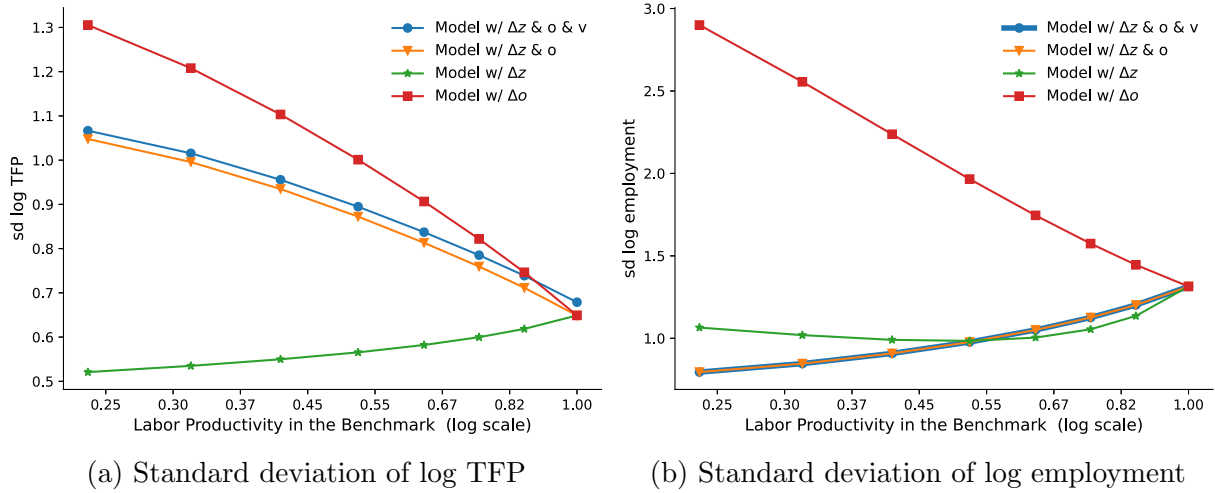 1.3
1.2
1.1
1.0
0.9
0.8
0.7
0.6
0.5
sd log TFP
Model w/ Δz & o & v
Model w/ Δz & o
Model w/ Δz
Model w/ Δo
0.25 0.30 0.37 0.45 0.55 0.67 0.82 1.00
Labor Productivity in the Benchmark (log scale)
(a) Standard deviation of log TFP
3.0
2.5
2.0
1.5
1.0
sd log employment
Model w/ Δz & o & v
Model w/ Δz & o
Model w/ Δz
Model w/ Δo
0.25 0.30 0.37 0.45 0.55 0.67 0.82 1.00
Labor Productivity in the Benchmark (log scale)
(b) Standard deviation of log employment